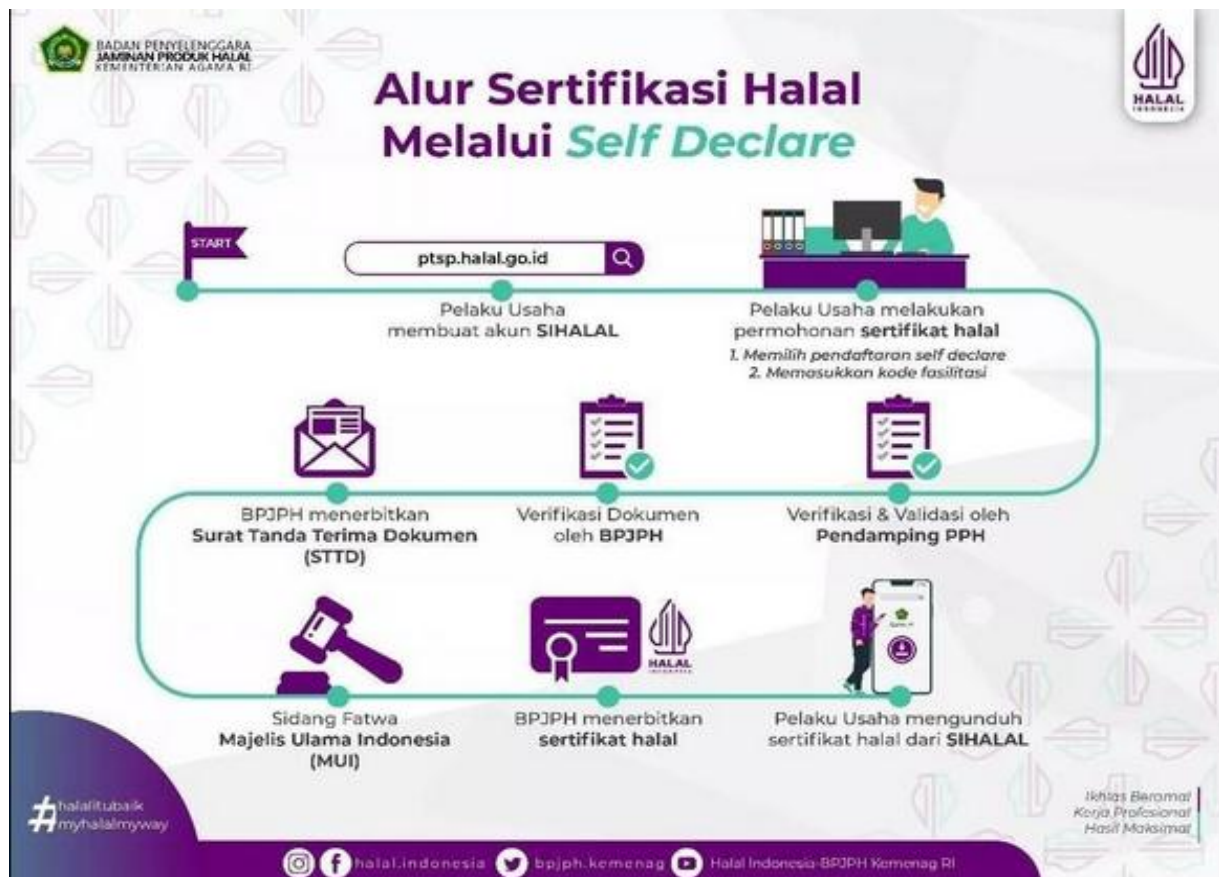 BADAN PENYELENGGARA
JAMINAN PRODUK HALAL
KEMENTERIAN AGAMA RI
HALAL
INDONESIA
Alur Sertifikasi Halal
Melalui Self Declare
START
ptsp.halal.go.id
Pelaku Usaha
membuat akun SIHALAL
Pelaku Usaha melakukan
permohonan sertifikat halal
1. Memilih pendaftaran self declare
2. Memasukkan kode fasilitasi
BPJPH menerbitkan
Surat Tanda Terima Dokumen
(STTD)
Verifikasi Dokumen
oleh BPJPH
Verifikasi & Validasi oleh
Pendamping PPH
HALAL
INDONESIA
Sidang Fatwa
Majelis Ulama Indonesia
(MUI)
BPJPH menerbitkan
sertifikat halal
Pelaku Usaha mengunduh
sertifikat halal dari SIHALAL
#halalitubaik
myhalalmyway
Ikhlas Beramal
Kerja Profesional
Hasil Maksimal
halal.indonesia bpjph.kemenag Halal Indonesia-BPJPH Kemenag RI